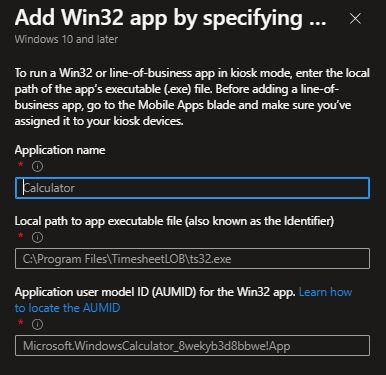 Add Win32 app by specifying ...
Windows 10 and later
To run a Win32 or line-of-business app in kiosk mode, enter the local
path of the app's executable (.exe) file. Before adding a line-of-
business app, go to the Mobile Apps blade and make sure you've
assigned it to your kiosk devices.
Application name
*
Calculator
Local path to app executable file (also known as the Identifier)
*
C:\Program Files\TimesheetLOB\ts32.exe
Application user model ID (AUMID) for the Win32 app. Learn how
to locate the AUMID
*
Microsoft.WindowsCalculator_8wekyb3d8bbwe!App